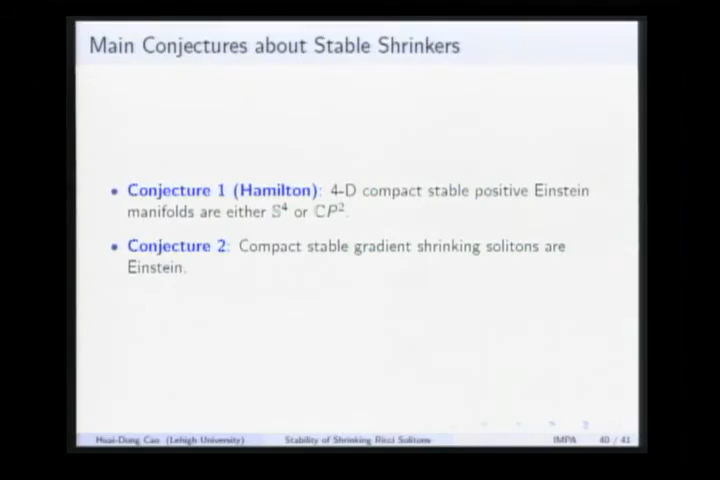 Main Conjectures about Stable Shrinkers
• Conjecture 1 (Hamilton): 4-D compact stable positive Einstein
manifolds are either 𝕊⁴ or ℂP².
• Conjecture 2: Compact stable gradient shrinking solitons are
Einstein.
Huai-Dong Cao (Lehigh University) Stability of Shrinking Ricci Solitons IMPA 40 / 41